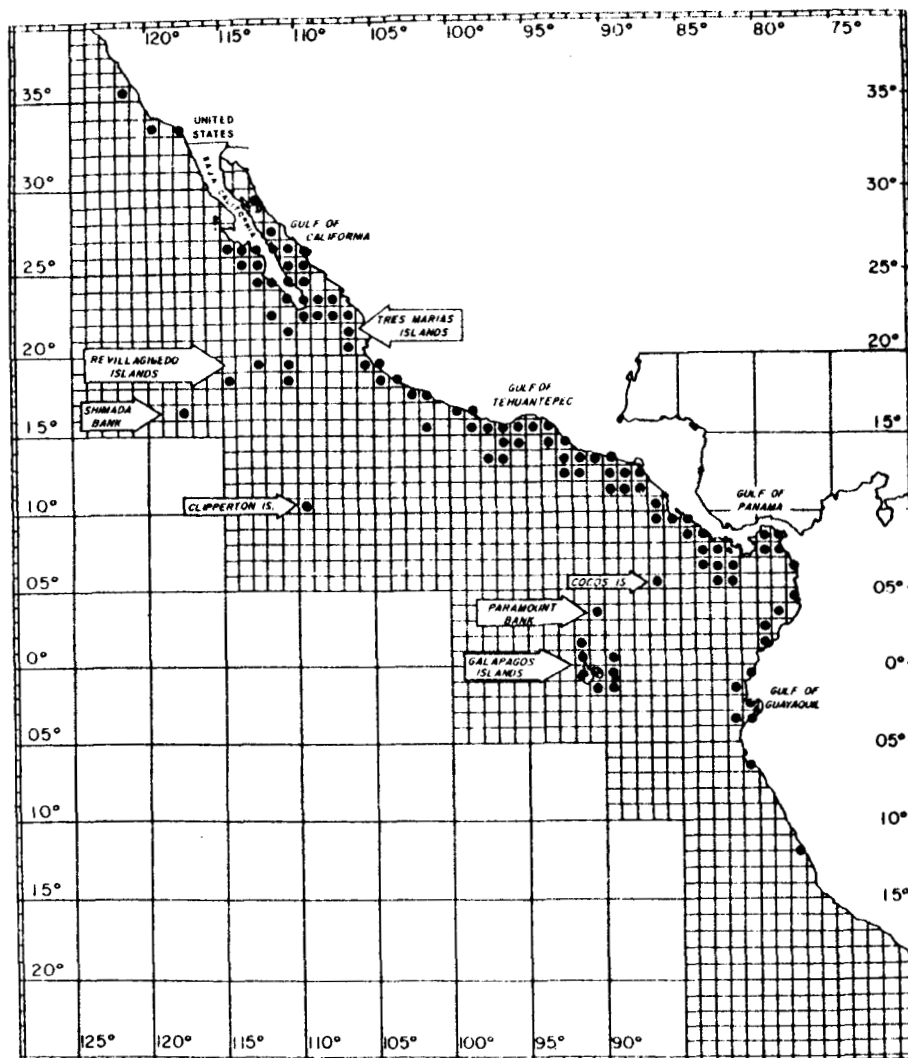 120° 115° 110° 105° 100° 95° 90° 85° 80° 75°
35° 35°
UNITED
STATES
BAJA CALIFORNIA
30° 30°
GULF OF
CALIFORNIA
25° 25°
TRES MARIAS
ISLANDS
20° 20°
REVILLAGIGEDO
ISLANDS
GULF OF
TEHUANTEPEC
SHIMADA
BANK
15° 15°
CLIPPERTON IS.
GULF OF
PANAMA
10° 10°
COCOS IS
05° 05°
PARAMOUNT
BANK
GALAPAGOS
ISLANDS
0° 0°
GULF OF
GUAYAQUIL
05° 05°
10° 10°
15° 15°
20°
125° 120° 115° 110° 105° 100° 95° 90°